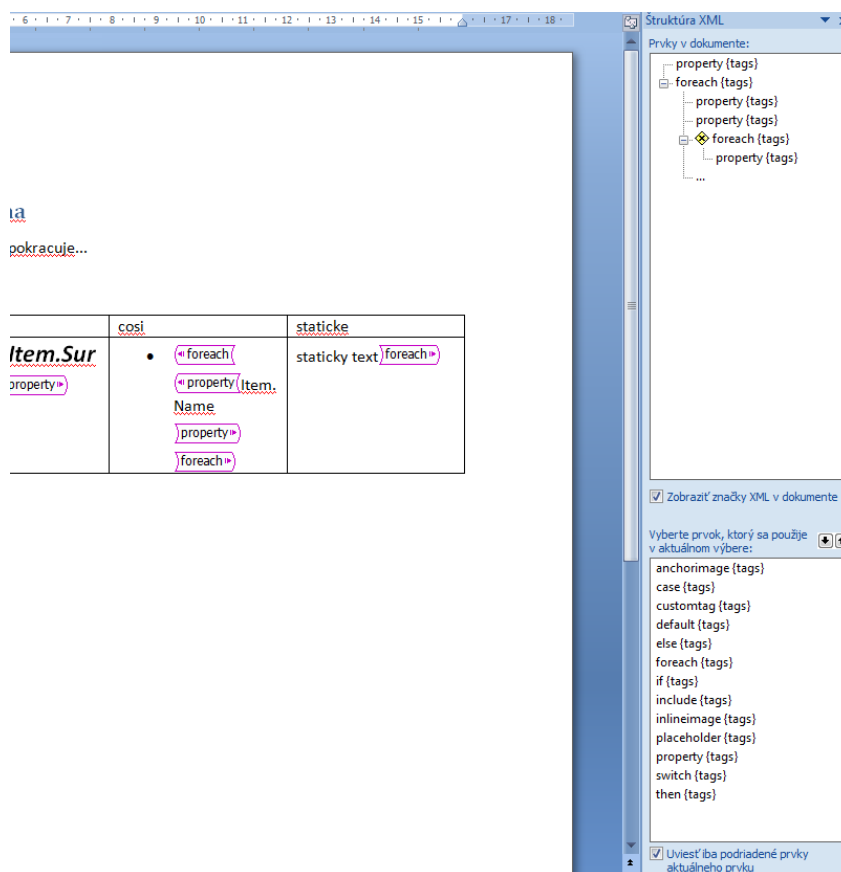 · 6 · ı · 7 · ı · 8 · ı · 9 · ı · 10 · ı · 11 · ı · 12 · ı · 13 · ı · 14 · ı · 15 · ı · ı · 17 · ı · 18 ·
Štruktúra XML
Prvky v dokumente:
property {tags}
foreach {tags}
property {tags}
property {tags}
foreach {tags}
property {tags}
...
na
pokracuje...
cosi staticke
Item.Sur
property
• foreach
property Item.
Name
property
foreach
staticky text foreach
Zobraziť značky XML v dokumente
Vyberte prvok, ktorý sa použije
v aktuálnom výbere:
anchorimage {tags}
case {tags}
customtag {tags}
default {tags}
else {tags}
foreach {tags}
if {tags}
include {tags}
inlineimage {tags}
placeholder {tags}
property {tags}
switch {tags}
then {tags}
Uviesť iba podriadené prvky
aktuálneho prvku